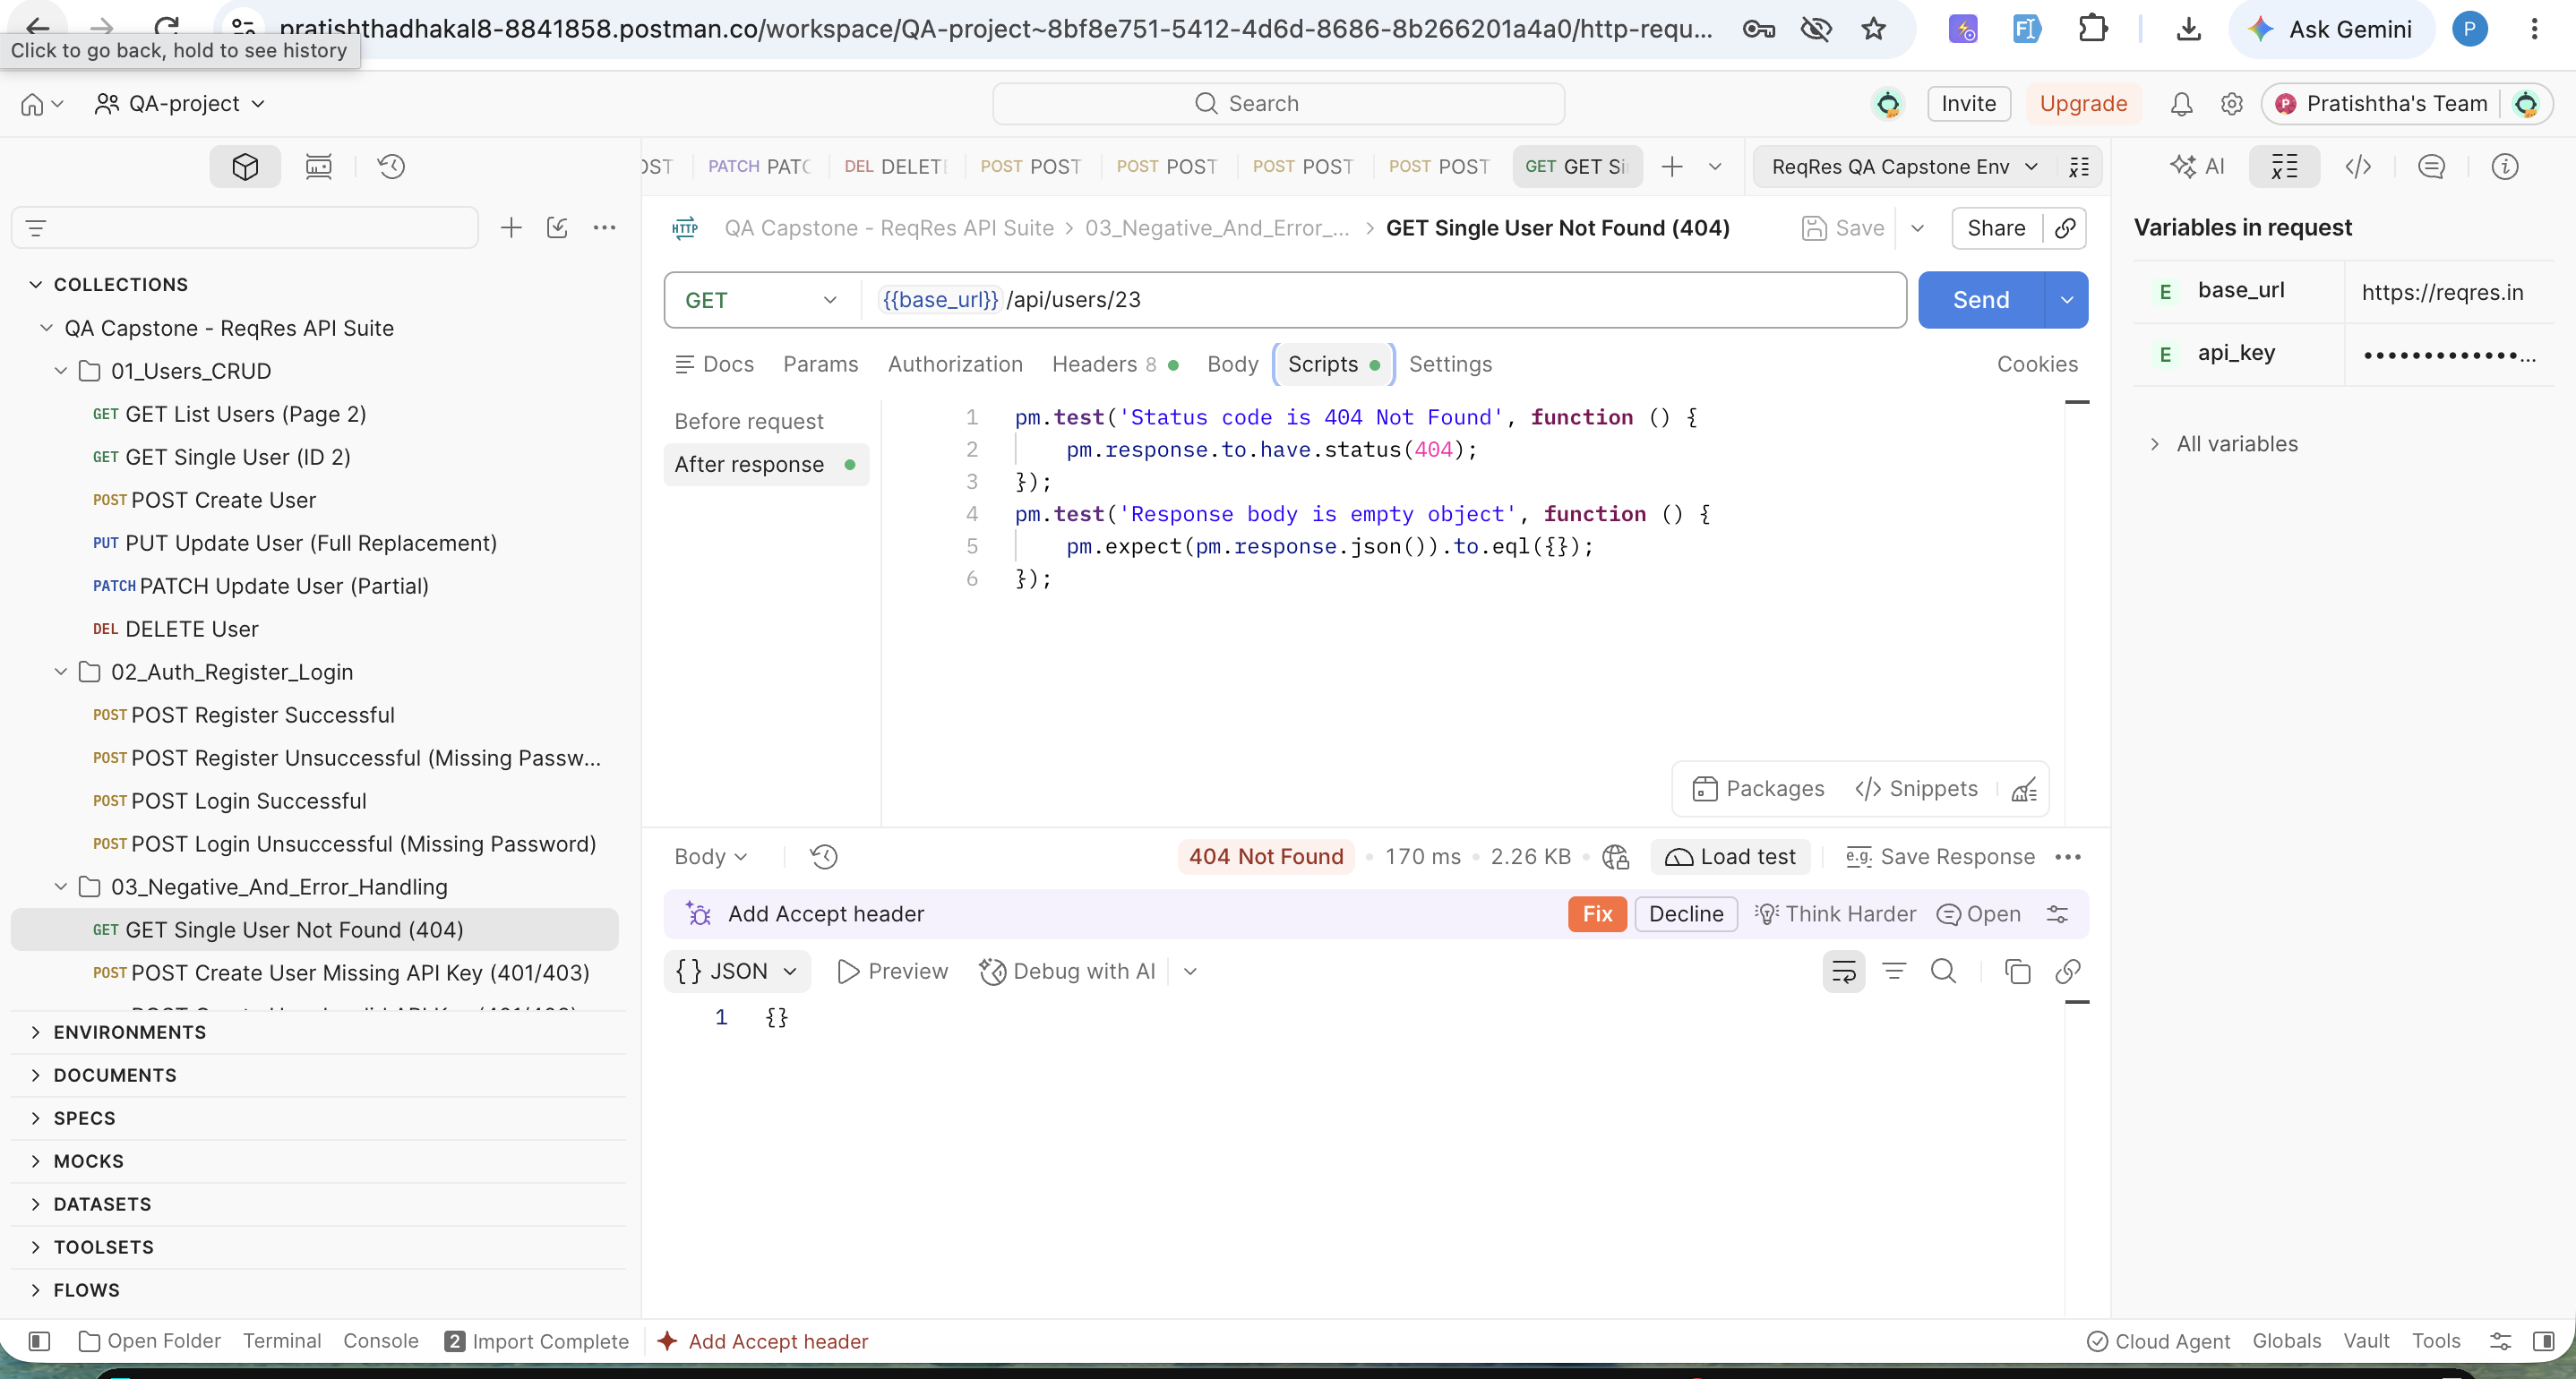 pratishthadhakal8-8841858.postman.co/workspace/QA-project~8bf8e751-5412-4d6d-8686-8b266201a4a0/http-requ...
Ask Gemini
P
Click to go back, hold to see history
QA-project
Search
Invite
Upgrade
P
Pratishtha's Team
OST
PATCH PATC
DEL DELETE
POST POST
POST POST
POST POST
POST POST
GET GET Si
ReqRes QA Capstone Env
AI
HTTP
QA Capstone - ReqRes API Suite > 03_Negative_And_Error_... > GET Single User Not Found (404)
Save
Share
Variables in request
GET
{{base_url}} /api/users/23
Send
E base_url https://reqres.in
E api_key •••••••••••••...
All variables
Docs
Params
Authorization
Headers 8
Body
Scripts
Settings
Cookies
Before request
After response
1 pm.test('Status code is 404 Not Found', function () {
2 pm.response.to.have.status(404);
3 });
4 pm.test('Response body is empty object', function () {
5 pm.expect(pm.response.json()).to.eql({});
6 });
Packages
</> Snippets
COLLECTIONS
QA Capstone - ReqRes API Suite
01_Users_CRUD
GET GET List Users (Page 2)
GET GET Single User (ID 2)
POST POST Create User
PUT PUT Update User (Full Replacement)
PATCH PATCH Update User (Partial)
DEL DELETE User
02_Auth_Register_Login
POST POST Register Successful
POST POST Register Unsuccessful (Missing Passw...
POST POST Login Successful
POST POST Login Unsuccessful (Missing Password)
03_Negative_And_Error_Handling
GET GET Single User Not Found (404)
POST POST Create User Missing API Key (401/403)
ENVIRONMENTS
DOCUMENTS
SPECS
MOCKS
DATASETS
TOOLSETS
FLOWS
Body
404 Not Found • 170 ms • 2.26 KB
Load test
e.g. Save Response
Add Accept header
Fix
Decline
Think Harder
Open
{} JSON
Preview
Debug with AI
1 {}
Open Folder
Terminal
Console
2 Import Complete
Add Accept header
Cloud Agent
Globals
Vault
Tools